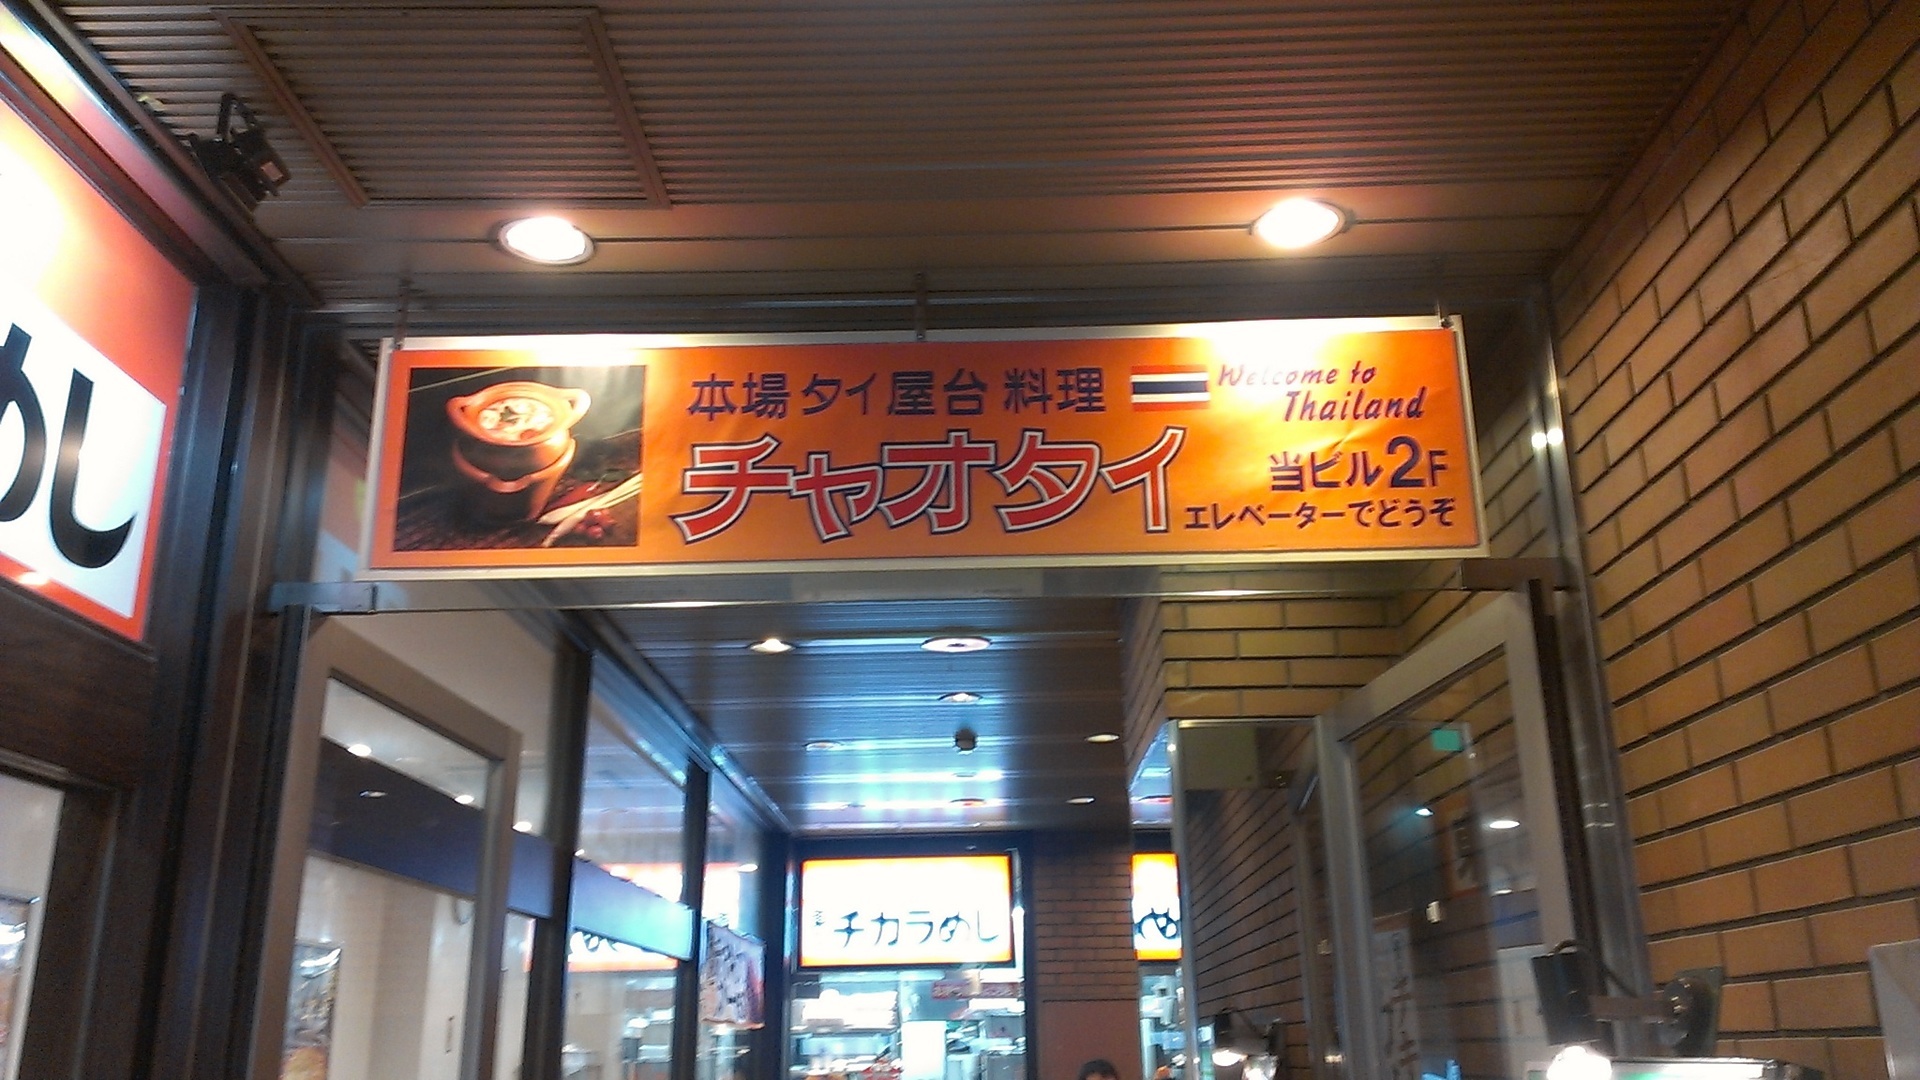 めし
本場タイ屋台 料理
Welcome to
Thailand
チャオタイ
当ビル2F
エレベーターでどうぞ
チカラめし